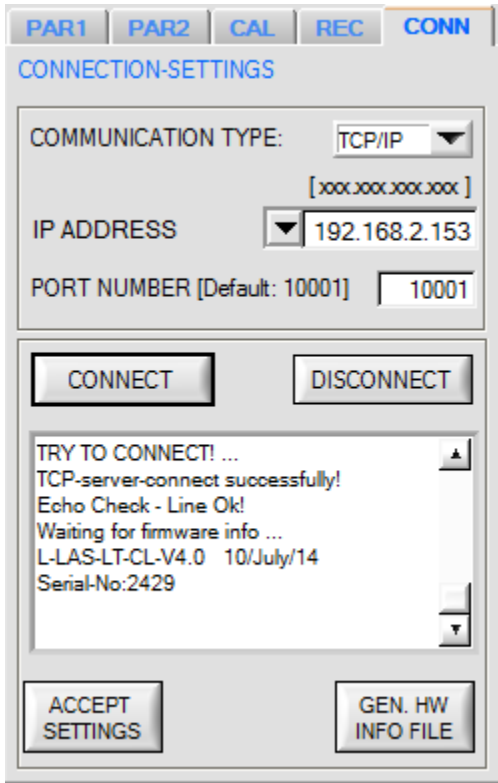 PAR1 PAR2 CAL REC CONN
CONNECTION-SETTINGS
COMMUNICATION TYPE: TCP/IP
[ xxx.xxx.xxx.xxx ]
IP ADDRESS 192.168.2.153
PORT NUMBER [Default: 10001] 10001
CONNECT DISCONNECT
TRY TO CONNECT! ...
TCP-server-connect successfully!
Echo Check - Line Ok!
Waiting for firmware info ...
L-LAS-LT-CL-V4.0 10/July/14
Serial-No:2429
ACCEPT SETTINGS
GEN. HW INFO FILE